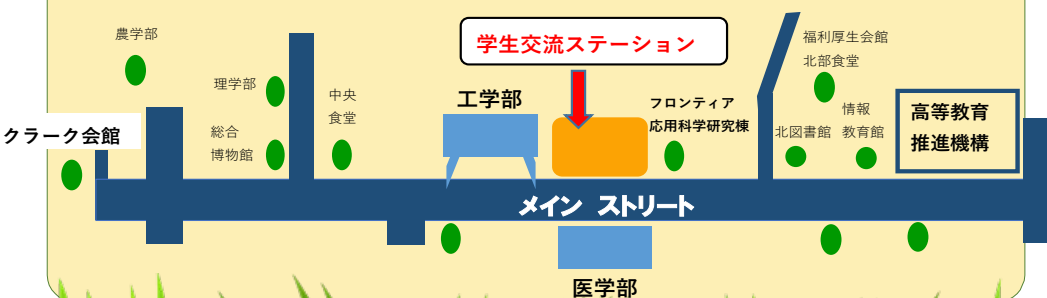 農学部
学生交流ステーション
福利厚生会館
北部食堂
理学部
中央
食堂
工学部
フロンティア
応用科学研究棟
情報
教育館
北図書館
高等教育
推進機構
クラーク会館
総合
博物館
メイン ストリート
医学部